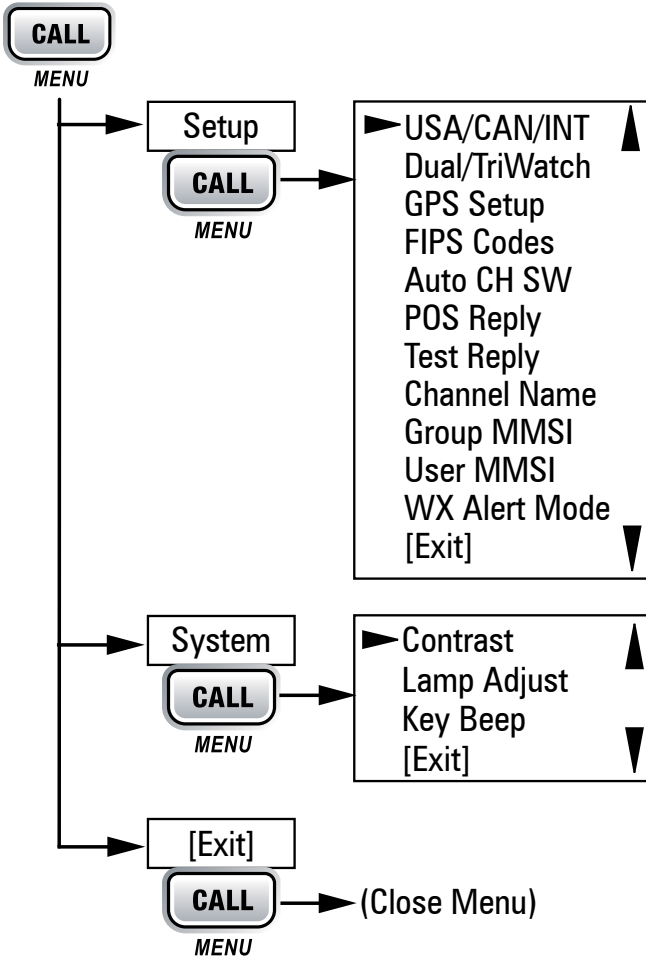 CALL
MENU
Setup
CALL
MENU
USA/CAN/INT
Dual/TriWatch
GPS Setup
FIPS Codes
Auto CH SW
POS Reply
Test Reply
Channel Name
Group MMSI
User MMSI
WX Alert Mode
[Exit]
System
CALL
MENU
Contrast
Lamp Adjust
Key Beep
[Exit]
[Exit]
CALL
MENU
(Close Menu)